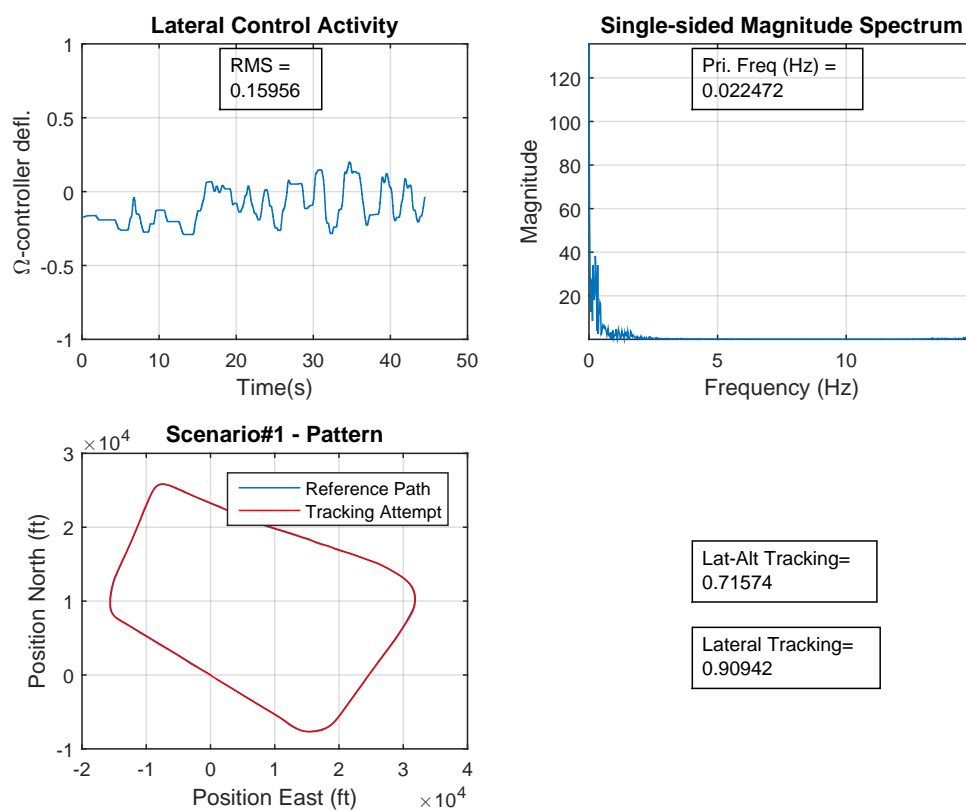 Lateral Control Activity
RMS =
0.15956
1
0.5
0
-0.5
-1
Ω-controller defl.
0
10
20
30
40
50
Time(s)
Single-sided Magnitude Spectrum
Pri. Freq (Hz) =
0.022472
120
100
80
60
40
20
Magnitude
0
5
10
Frequency (Hz)
Scenario#1 - Pattern
×10⁴
3
2
1
0
-1
Position North (ft)
Reference Path
Tracking Attempt
-2
-1
0
1
2
3
4
Position East (ft)
×10⁴
Lat-Alt Tracking=
0.71574
Lateral Tracking=
0.90942